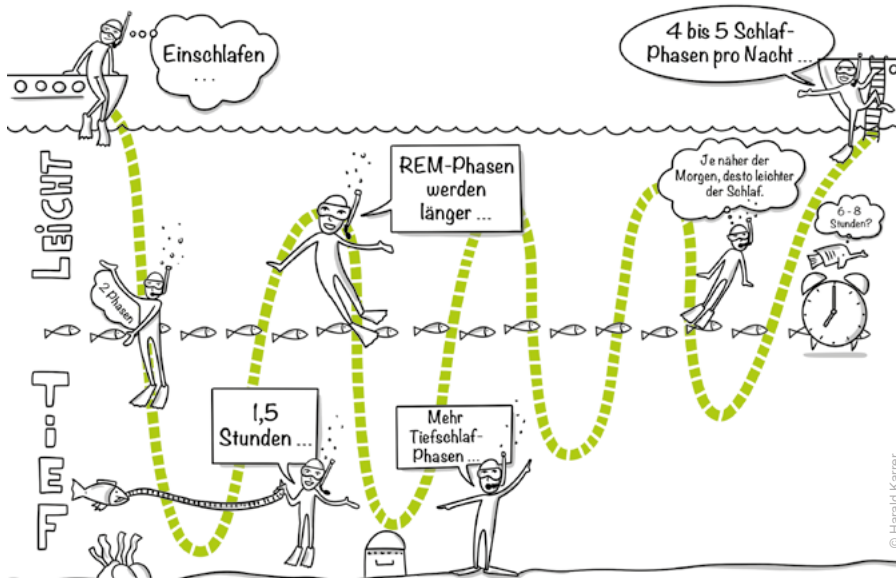 Einschlafen
...
4 bis 5 Schlaf-
Phasen pro Nacht ...
LEiCHT
REM-Phasen
werden
länger ...
Je näher der
Morgen, desto leichter
der Schlaf.
6-8
Stunden?
2 Phasen
TiEF
1,5
Stunden ...
Mehr
Tiefschlaf-
Phasen ...
© Harald Karrer